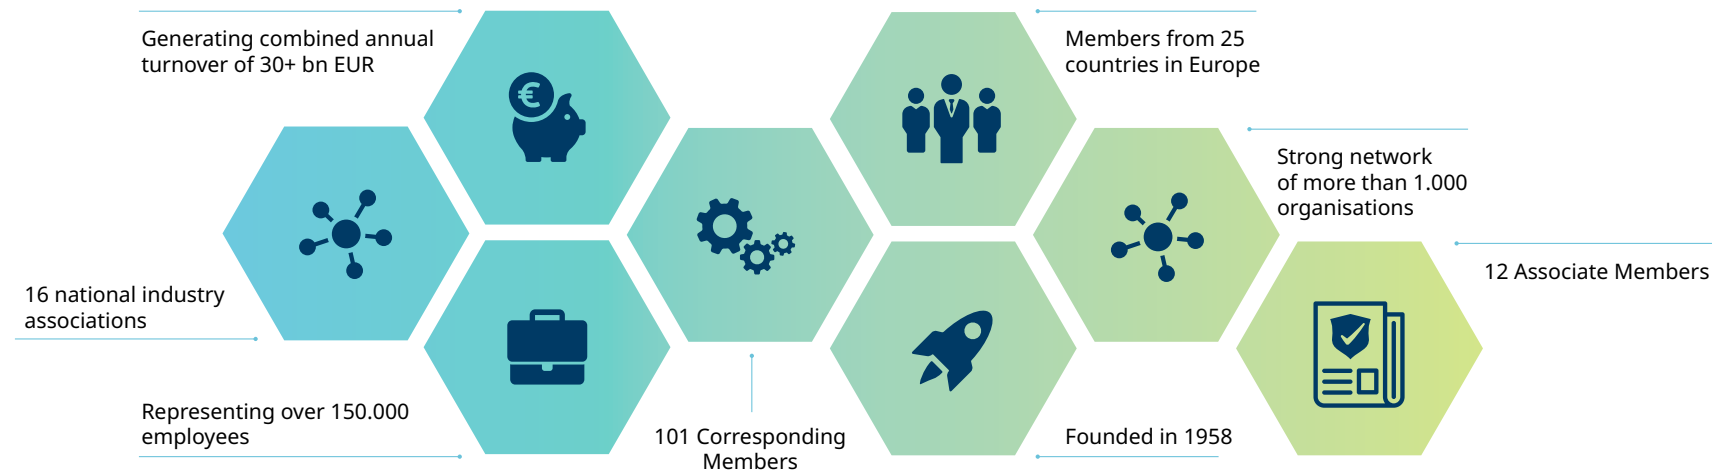 Generating combined annual
turnover of 30+ bn EUR
Members from 25
countries in Europe
Strong network
of more than 1.000
organisations
12 Associate Members
16 national industry
associations
Representing over 150.000
employees
101 Corresponding
Members
Founded in 1958
€